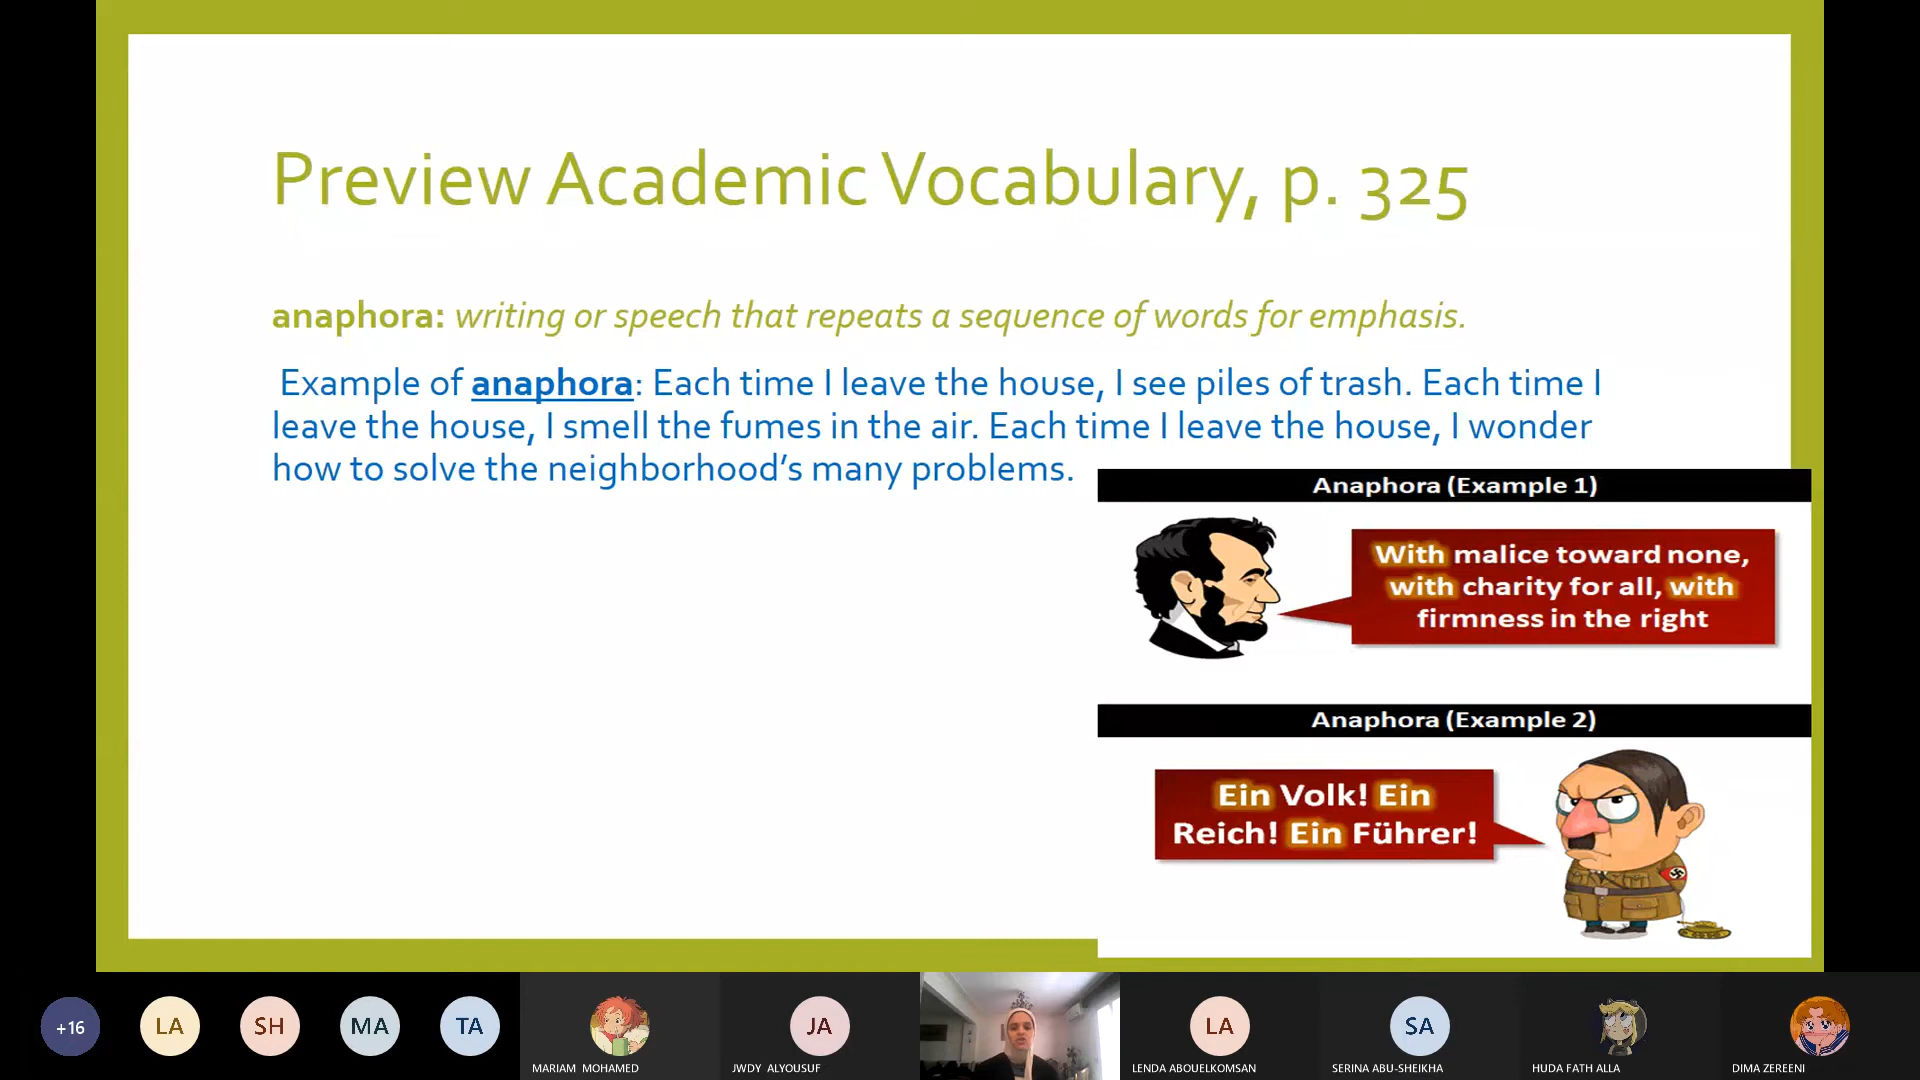 Preview Academic Vocabulary, p. 325
anaphora: writing or speech that repeats a sequence of words for emphasis.
Example of anaphora: Each time I leave the house, I see piles of trash. Each time I
leave the house, I smell the fumes in the air. Each time I leave the house, I wonder
how to solve the neighborhood’s many problems.
Anaphora (Example 1)
With malice toward none,
with charity for all, with
firmness in the right
Anaphora (Example 2)
Ein Volk! Ein
Reich! Ein Führer!
+16
LA
SH
MA
TA
MARIAM MOHAMED
JA
JWDY ALYOUSUF
LA
LENDA ABOUELKOMSAN
SA
SERINA ABU-SHEIKHA
HUDA FATH ALLA
DIMA ZEREENI